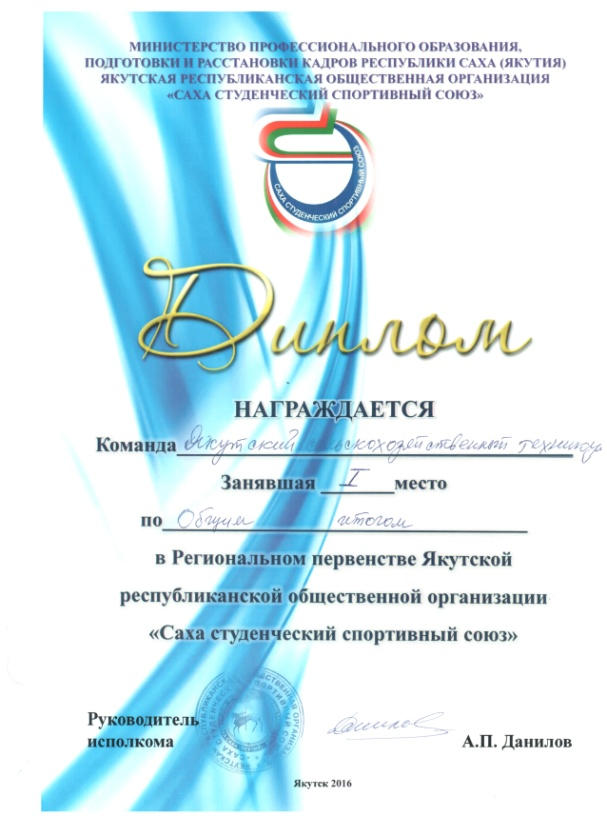 МИНИСТЕРСТВО ПРОФЕССИОНАЛЬНОГО ОБРАЗОВАНИЯ,
ПОДГОТОВКИ И РАССТАНОВКИ КАДРОВ РЕСПУБЛИКИ САХА (ЯКУТИЯ)
ЯКУТСКАЯ РЕСПУБЛИКАНСКАЯ ОБЩЕСТВЕННАЯ ОРГАНИЗАЦИЯ
«САХА СТУДЕНЧЕСКИЙ СПОРТИВНЫЙ СОЮЗ»
САХА СТУДЕНЧЕСКИЙ СПОРТИВНЫЙ СОЮЗ
Диплом
НАГРАЖДАЕТСЯ
Команда Якутский сельскохозяйственный техникум
Занявшая I место
по Общим итогам
в Региональном первенстве Якутской
республиканской общественной организации
«Саха студенческий спортивный союз»
Руководитель
исполкома
А.П. Данилов
Якутск 2016